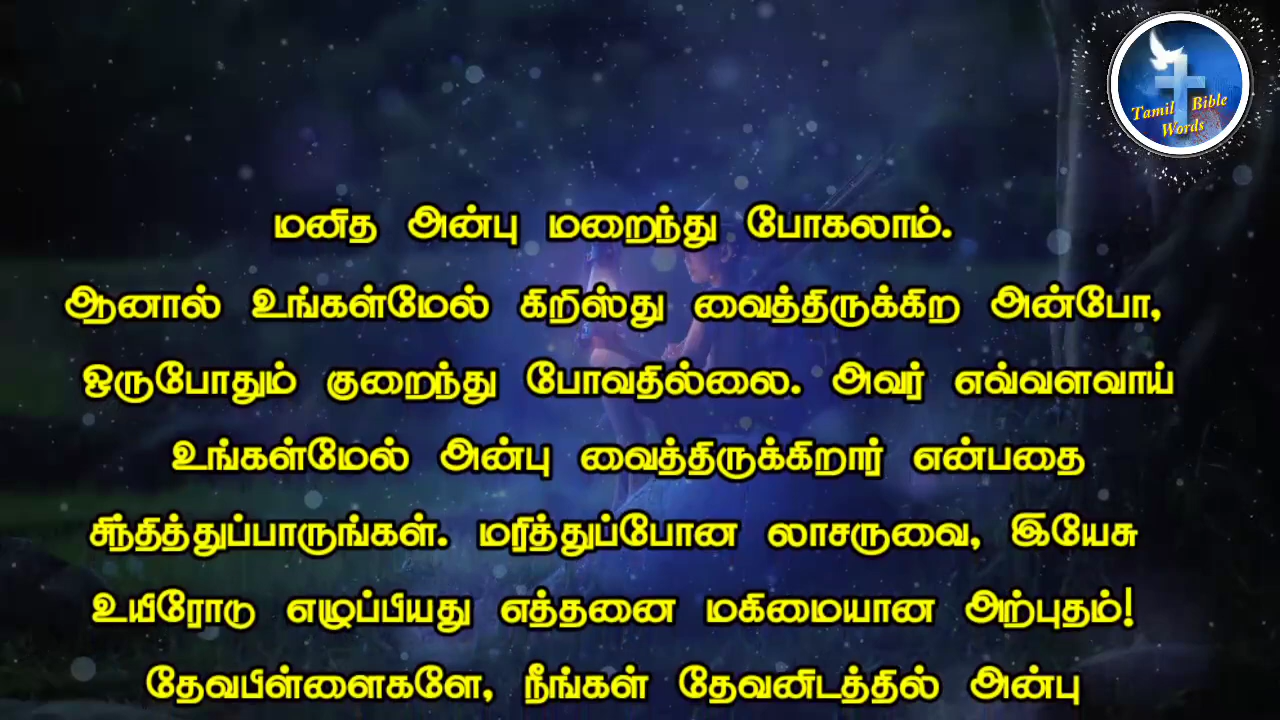 Tamil Bible
Words
மனித அன்பு மறைந்து போகலாம்.
ஆனால் உங்கள்மேல் கிறிஸ்து வைத்திருக்கிற அன்போ,
ஒருபோதும் குறைந்து போவதில்லை. அவர் எவ்வளவாய்
உங்கள்மேல் அன்பு வைத்திருக்கிறார் என்பதை
சிந்தித்துப்பாருங்கள். மரித்துப்போன லாசருவை, இயேசு
உயிரோடு எழுப்பியது எத்தனை மகிமையான அற்புதம்!
தேவபிள்ளைகளே, நீங்கள் தேவனிடத்தில் அன்பு